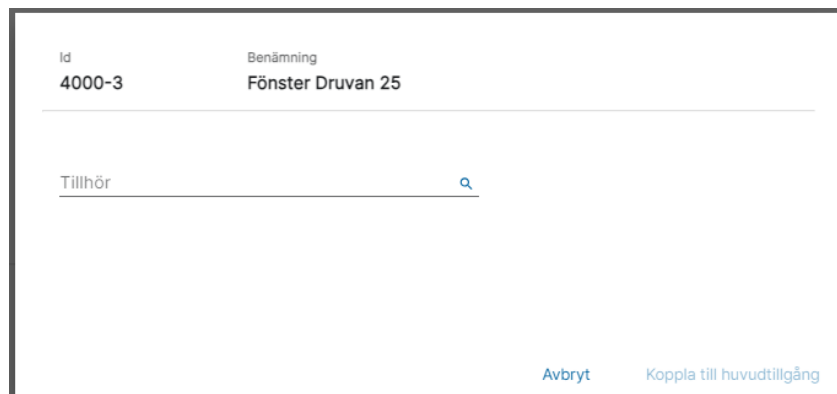 Id Benämning
4000-3 Fönster Druvan 25
Tillhör
Avbryt Koppla till huvudtillgång